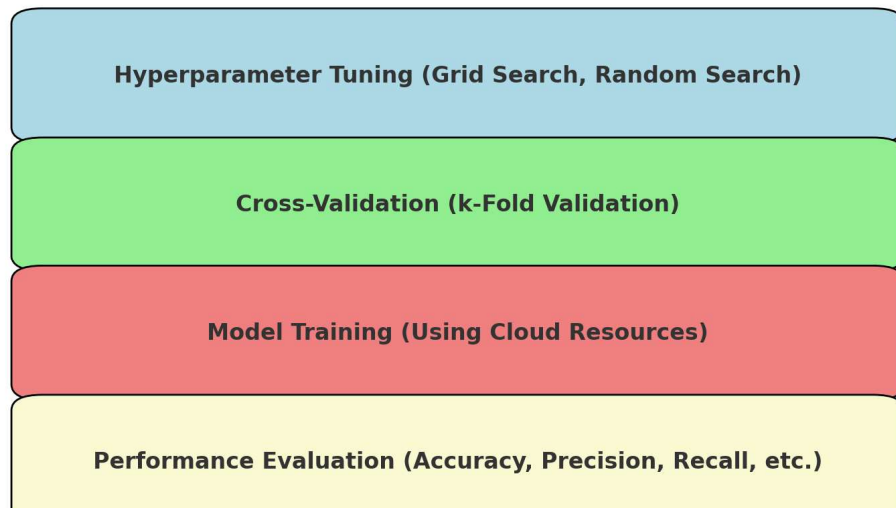 Hyperparameter Tuning (Grid Search, Random Search)
Cross-Validation (k-Fold Validation)
Model Training (Using Cloud Resources)
Performance Evaluation (Accuracy, Precision, Recall, etc.)